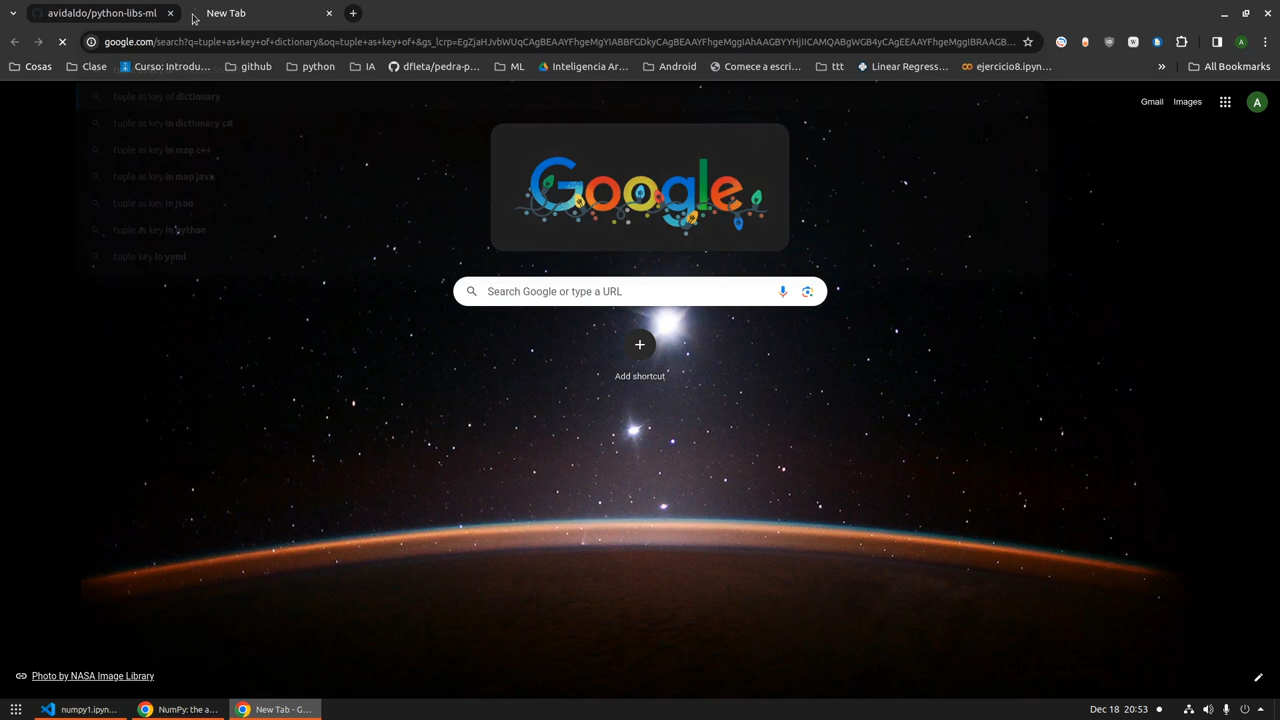 avidaldo/python-libs-ml
New Tab
google.com/search?q=tuple+as+key+of+dictionary&oq=tuple+as+key+of+&gs_lcrp=EgZjaHJvbWUqCAgBEAAYFhgeMgYIABBFGDkyCAgBEAAYFhgeMggIAhAAGBYYHjIICAMQABgWGB4yCAgEEAAYFhgeMggIBRAAGB...
Cosas
Clase
Curso: Introdu...
github
python
IA
dfleta/pedra-p...
ML
Inteligencia Ar...
Android
Comece a escri...
ttt
Linear Regress...
ejercicio8.ipyn...
»
All Bookmarks
tuple as key of dictionary
tuple as key in dictionary c#
tuple as key in map c++
tuple as key in map java
tuple as key in json
tuple as key in python
tuple key in yaml
Gmail
Images
A
Google
Search Google or type a URL
Add shortcut
Photo by NASA Image Library
numpy1.ipyn...
NumPy: the a...
New Tab - G...
Dec 18 20:53